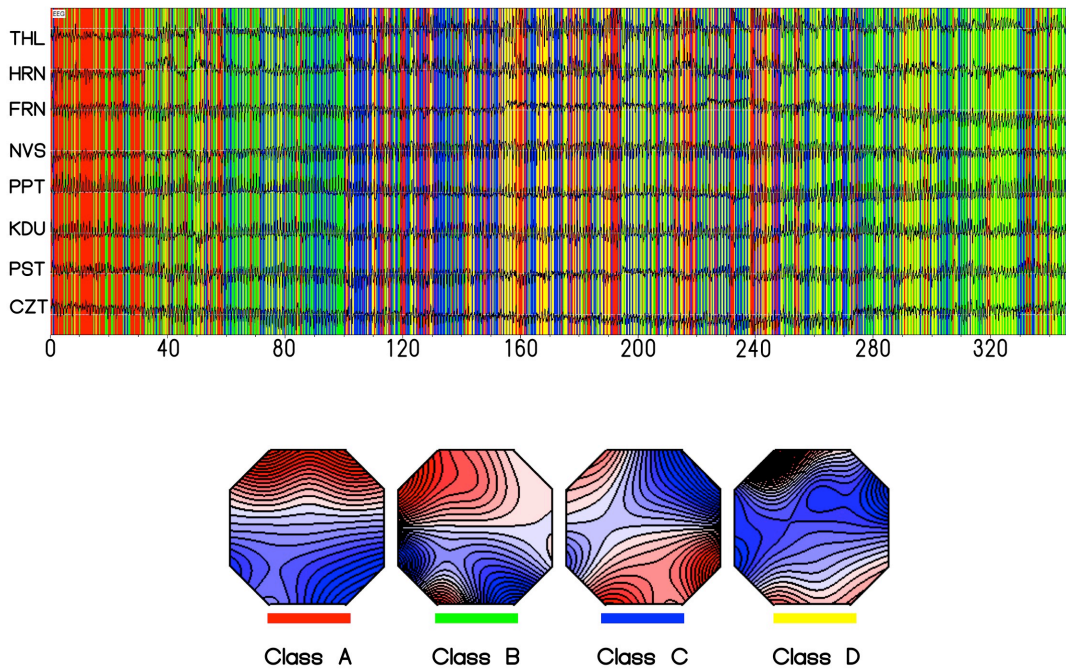 EEG
THL
HRN
FRN
NVS
PPT
KDU
PST
CZT
0 40 80 120 160 200 240 280 320
Class A Class B Class C Class D